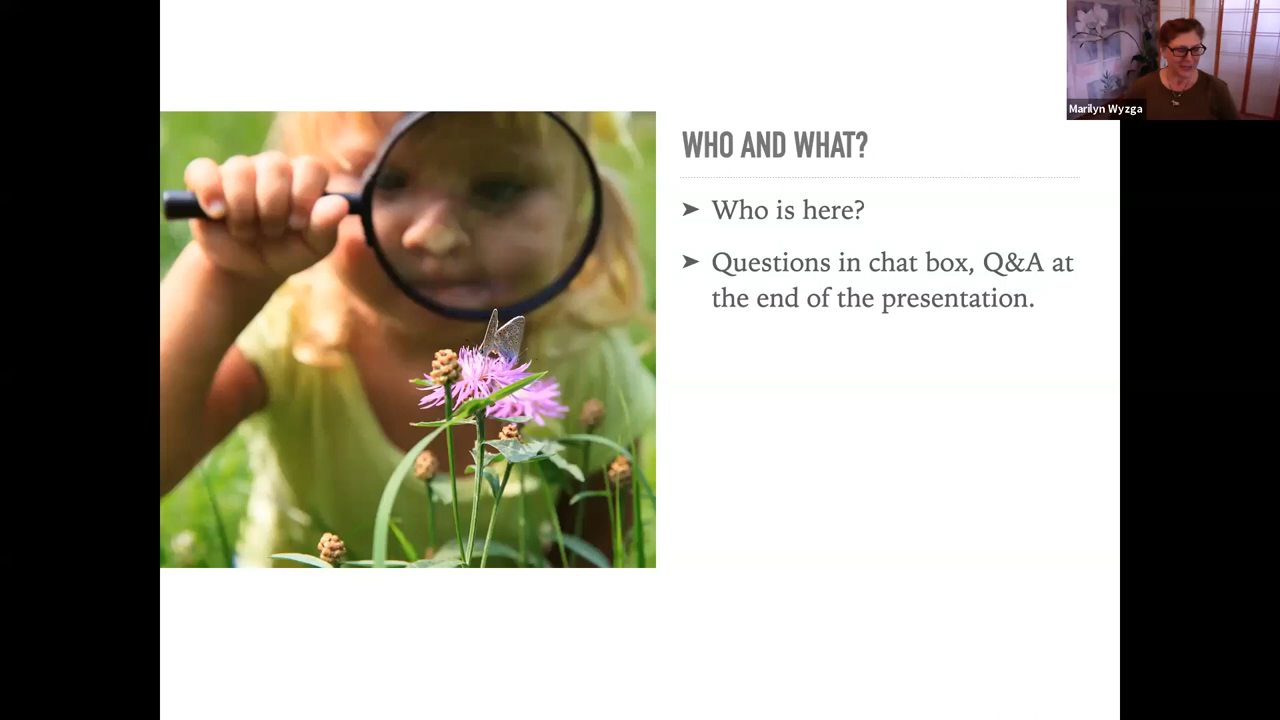 Marilyn Wyzga
WHO AND WHAT?
➤ Who is here?
➤ Questions in chat box, Q&A at
the end of the presentation.